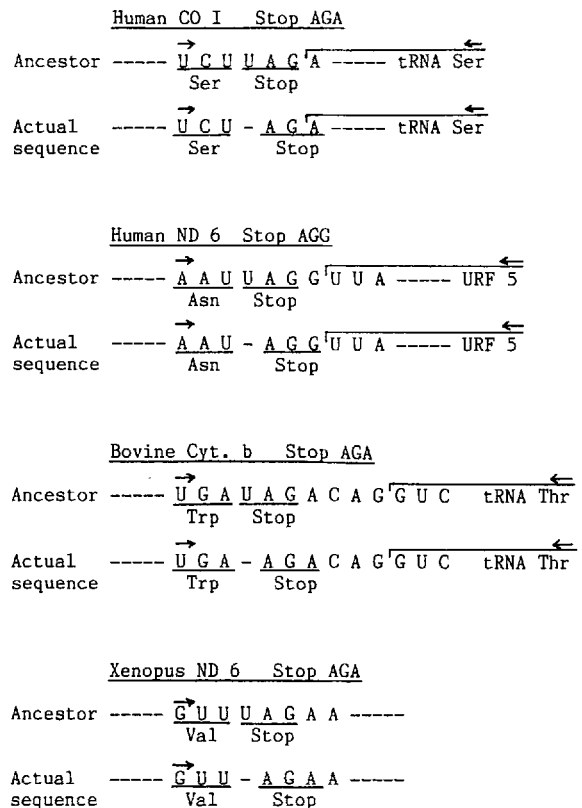 Human CO I Stop AGA
Ancestor ----- U C U U A G A ----- tRNA Ser
Ser Stop
Actual ----- U C U - A G A ----- tRNA Ser
sequence Ser Stop
Human ND 6 Stop AGG
Ancestor ----- A A U U A G G U U A ----- URF 5
Asn Stop
Actual ----- A A U - A G G U U A ----- URF 5
sequence Asn Stop
Bovine Cyt. b Stop AGA
Ancestor ----- U G A U A G A C A G G U C tRNA Thr
Trp Stop
Actual ----- U G A - A G A C A G G U C tRNA Thr
sequence Trp Stop
Xenopus ND 6 Stop AGA
Ancestor ----- G U U U A G A A -----
Val Stop
Actual ----- G U U - A G A A -----
sequence Val Stop